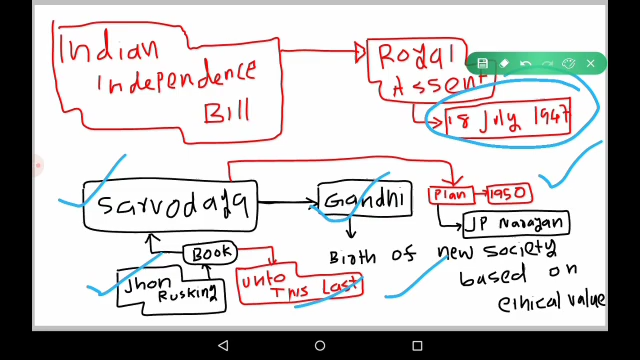 Indian
Independence
Bill
Royal
Assent
18 July 1947
Sarvodaya
Gandhi
Plan
1950
JP Narayan
Book
Birth of new society
based on
ethical value
Jhon
Rusking
unto
This Last